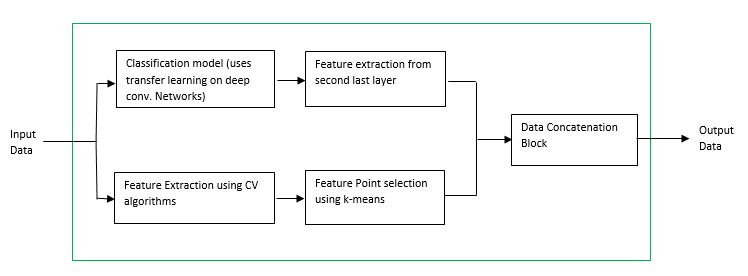 Input
Data
Classification model (uses
transfer learning on deep
conv. Networks)
Feature extraction from
second last layer
Feature Extraction using CV
algorithms
Feature Point selection
using k-means
Data Concatenation
Block
Output
Data